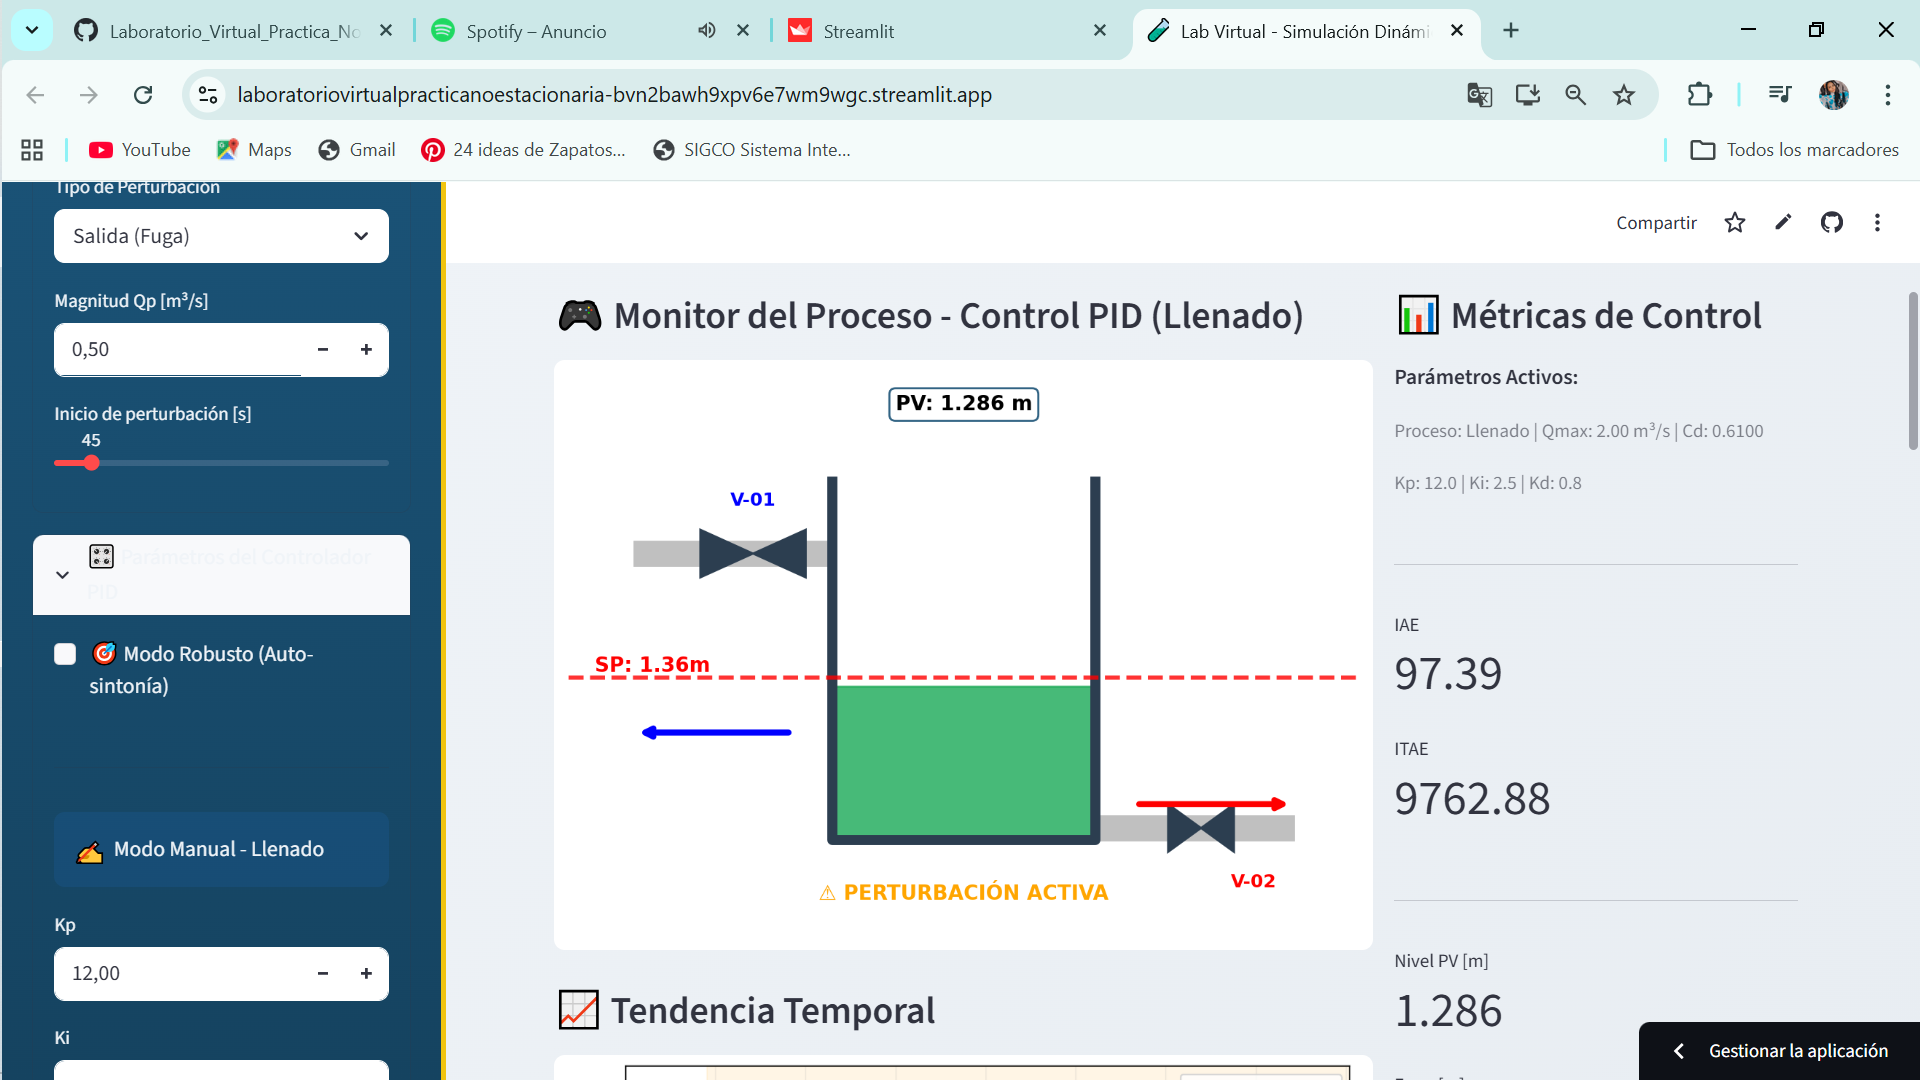 Laboratorio_Virtual_Practica_No
Spotify – Anuncio
Streamlit
Lab Virtual - Simulación Dinámi
laboratoriovirtualpracticanoestacionaria-bvn2bawh9xpv6e7wm9wgc.streamlit.app
YouTube
Maps
Gmail
24 ideas de Zapatos...
SIGCO Sistema Inte...
Todos los marcadores
Tipo de Perturbación
Salida (Fuga)
Magnitud Qp [m³/s]
0,50
Inicio de perturbación [s]
45
Parámetros del Controlador
PID
Modo Robusto (Auto-
sintonía)
Modo Manual - Llenado
Kp
12,00
Ki
Compartir
Monitor del Proceso - Control PID (Llenado)
PV: 1.286 m
V-01
SP: 1.36m
V-02
⚠ PERTURBACIÓN ACTIVA
Tendencia Temporal
Métricas de Control
Parámetros Activos:
Proceso: Llenado | Qmax: 2.00 m³/s | Cd: 0.6100
Kp: 12.0 | Ki: 2.5 | Kd: 0.8
IAE
97.39
ITAE
9762.88
Nivel PV [m]
1.286
Gestionar la aplicación